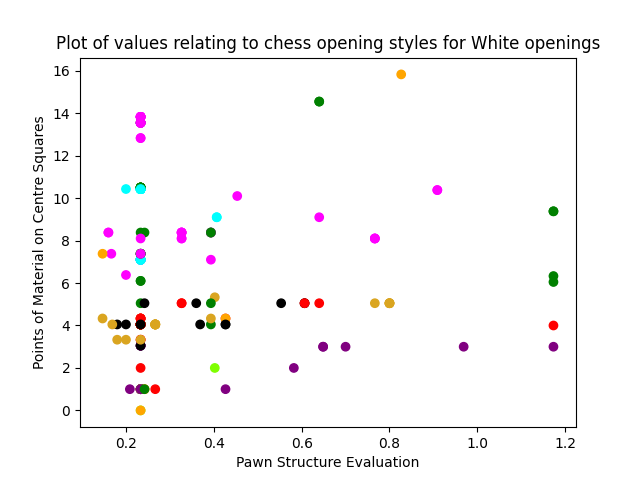 Plot of values relating to chess opening styles for White openings
16
14
12
10
8
6
4
2
0
Points of Material on Centre Squares
0.2 0.4 0.6 0.8 1.0 1.2
Pawn Structure Evaluation